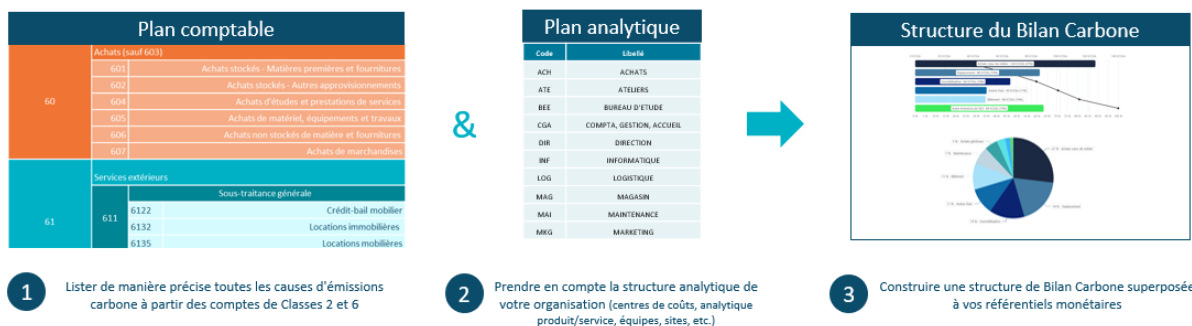 Plan comptable
Achats (sauf 603)
60
601 Achats stockés - Matières premières et fournitures
602 Achats stockés - Autres approvisionnements
604 Achats d'études et prestations de services
605 Achats de matériel, équipements et travaux
606 Achats non stockés de matière et fournitures
607 Achats de marchandises
Services extérieurs
61
Sous-traitance générale
611
6122 Crédit-bail mobilier
6132 Locations immobilières
6135 Locations mobilières
&
Plan analytique
Code Libellé
ACH ACHATS
ATE ATELIERS
BEE BUREAU D'ETUDE
CGA COMPTA, GESTION, ACCUEIL
DIR DIRECTION
INF INFORMATIQUE
LOG LOGISTIQUE
MAG MAGASIN
MAI MAINTENANCE
MKG MARKETING
Structure du Bilan Carbone
1
Lister de manière précise toutes les causes d'émissions
carbone à partir des comptes de Classes 2 et 6
2
Prendre en compte la structure analytique de
votre organisation (centres de coûts, analytique
produit/service, équipes, sites, etc.)
3
Construire une structure de Bilan Carbone superposée
à vos référentiels monétaires